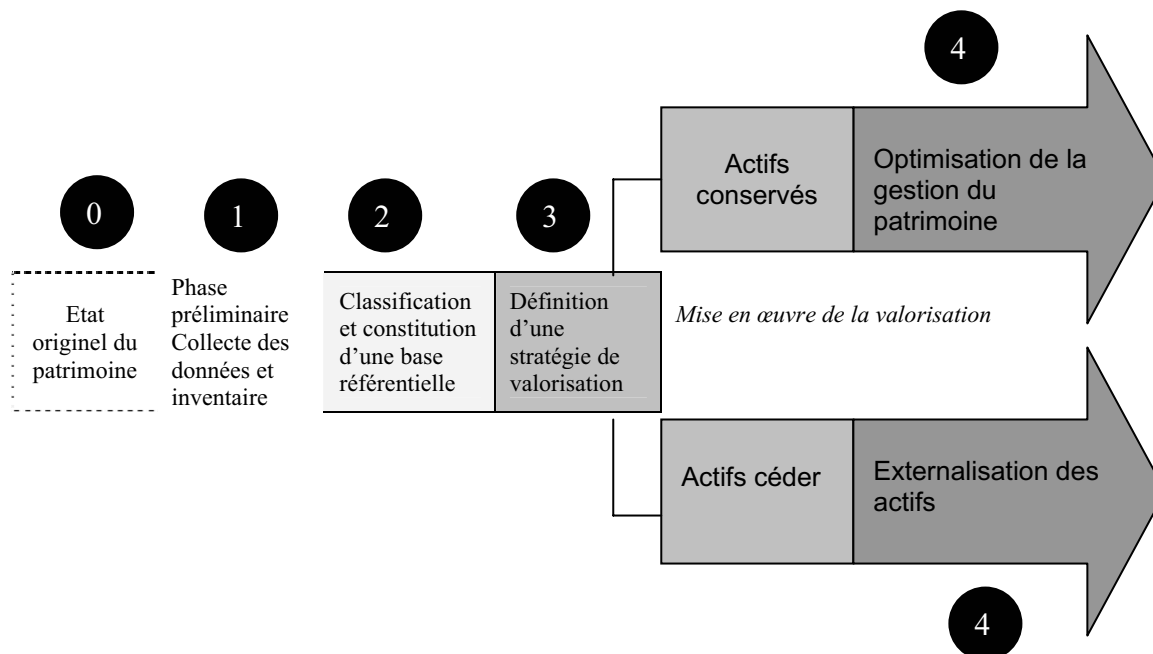 0
Etat
originel du
patrimoine
1
Phase
préliminaire
Collecte des
données et
inventaire
2
Classification
et constitution
d’une base
référentielle
3
Définition
d’une
stratégie de
valorisation
4
Actifs
conservés
Optimisation de la
gestion du
patrimoine
Mise en œuvre de la valorisation
Actifs céder
Externalisation des
actifs
4